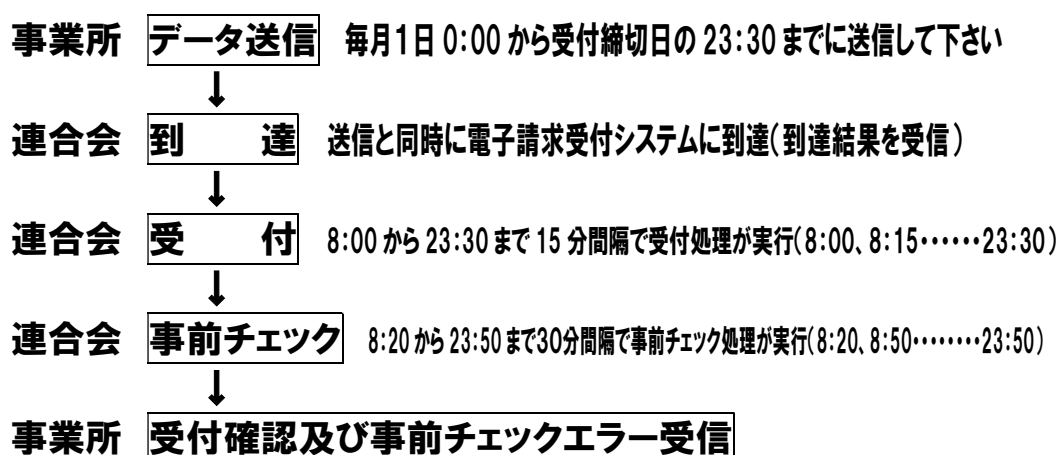 事業所 データ送信 毎月1日 0:00 から受付締切日の 23:30 までに送信して下さい
↓
連合会 到 達 送信と同時に電子請求受付システムに到達(到達結果を受信)
↓
連合会 受 付 8:00 から 23:30 まで 15 分間隔で受付処理が実行(8:00、8:15・・・・・・23:30)
↓
連合会 事前チェック 8:20 から 23:50 まで30分間隔で事前チェック処理が実行(8:20、8:50・・・・・・・・23:50)
↓
事業所 受付確認及び事前チェックエラー受信